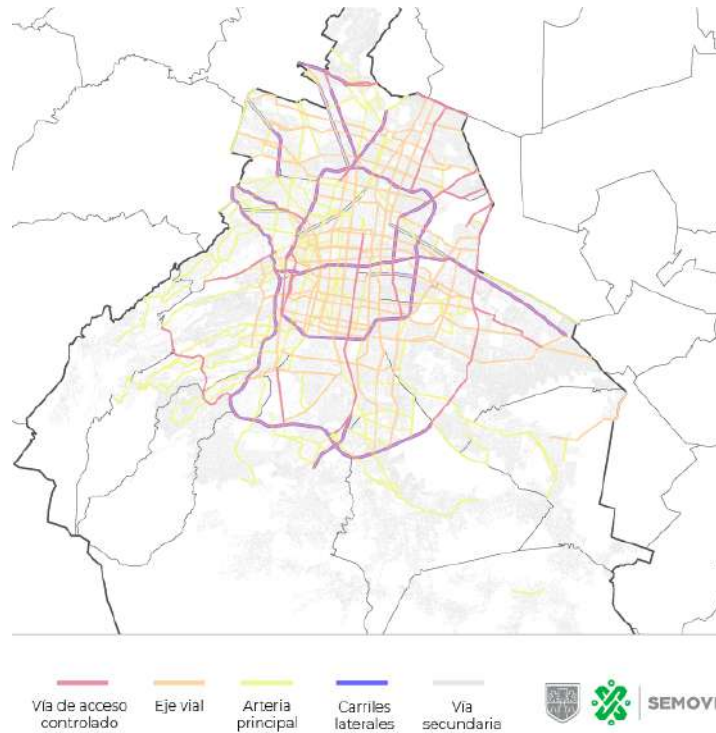 Vía de acceso
controlado
Eje vial
Arteria
principal
Carriles
laterales
Vía
secundaria
SEMOVI